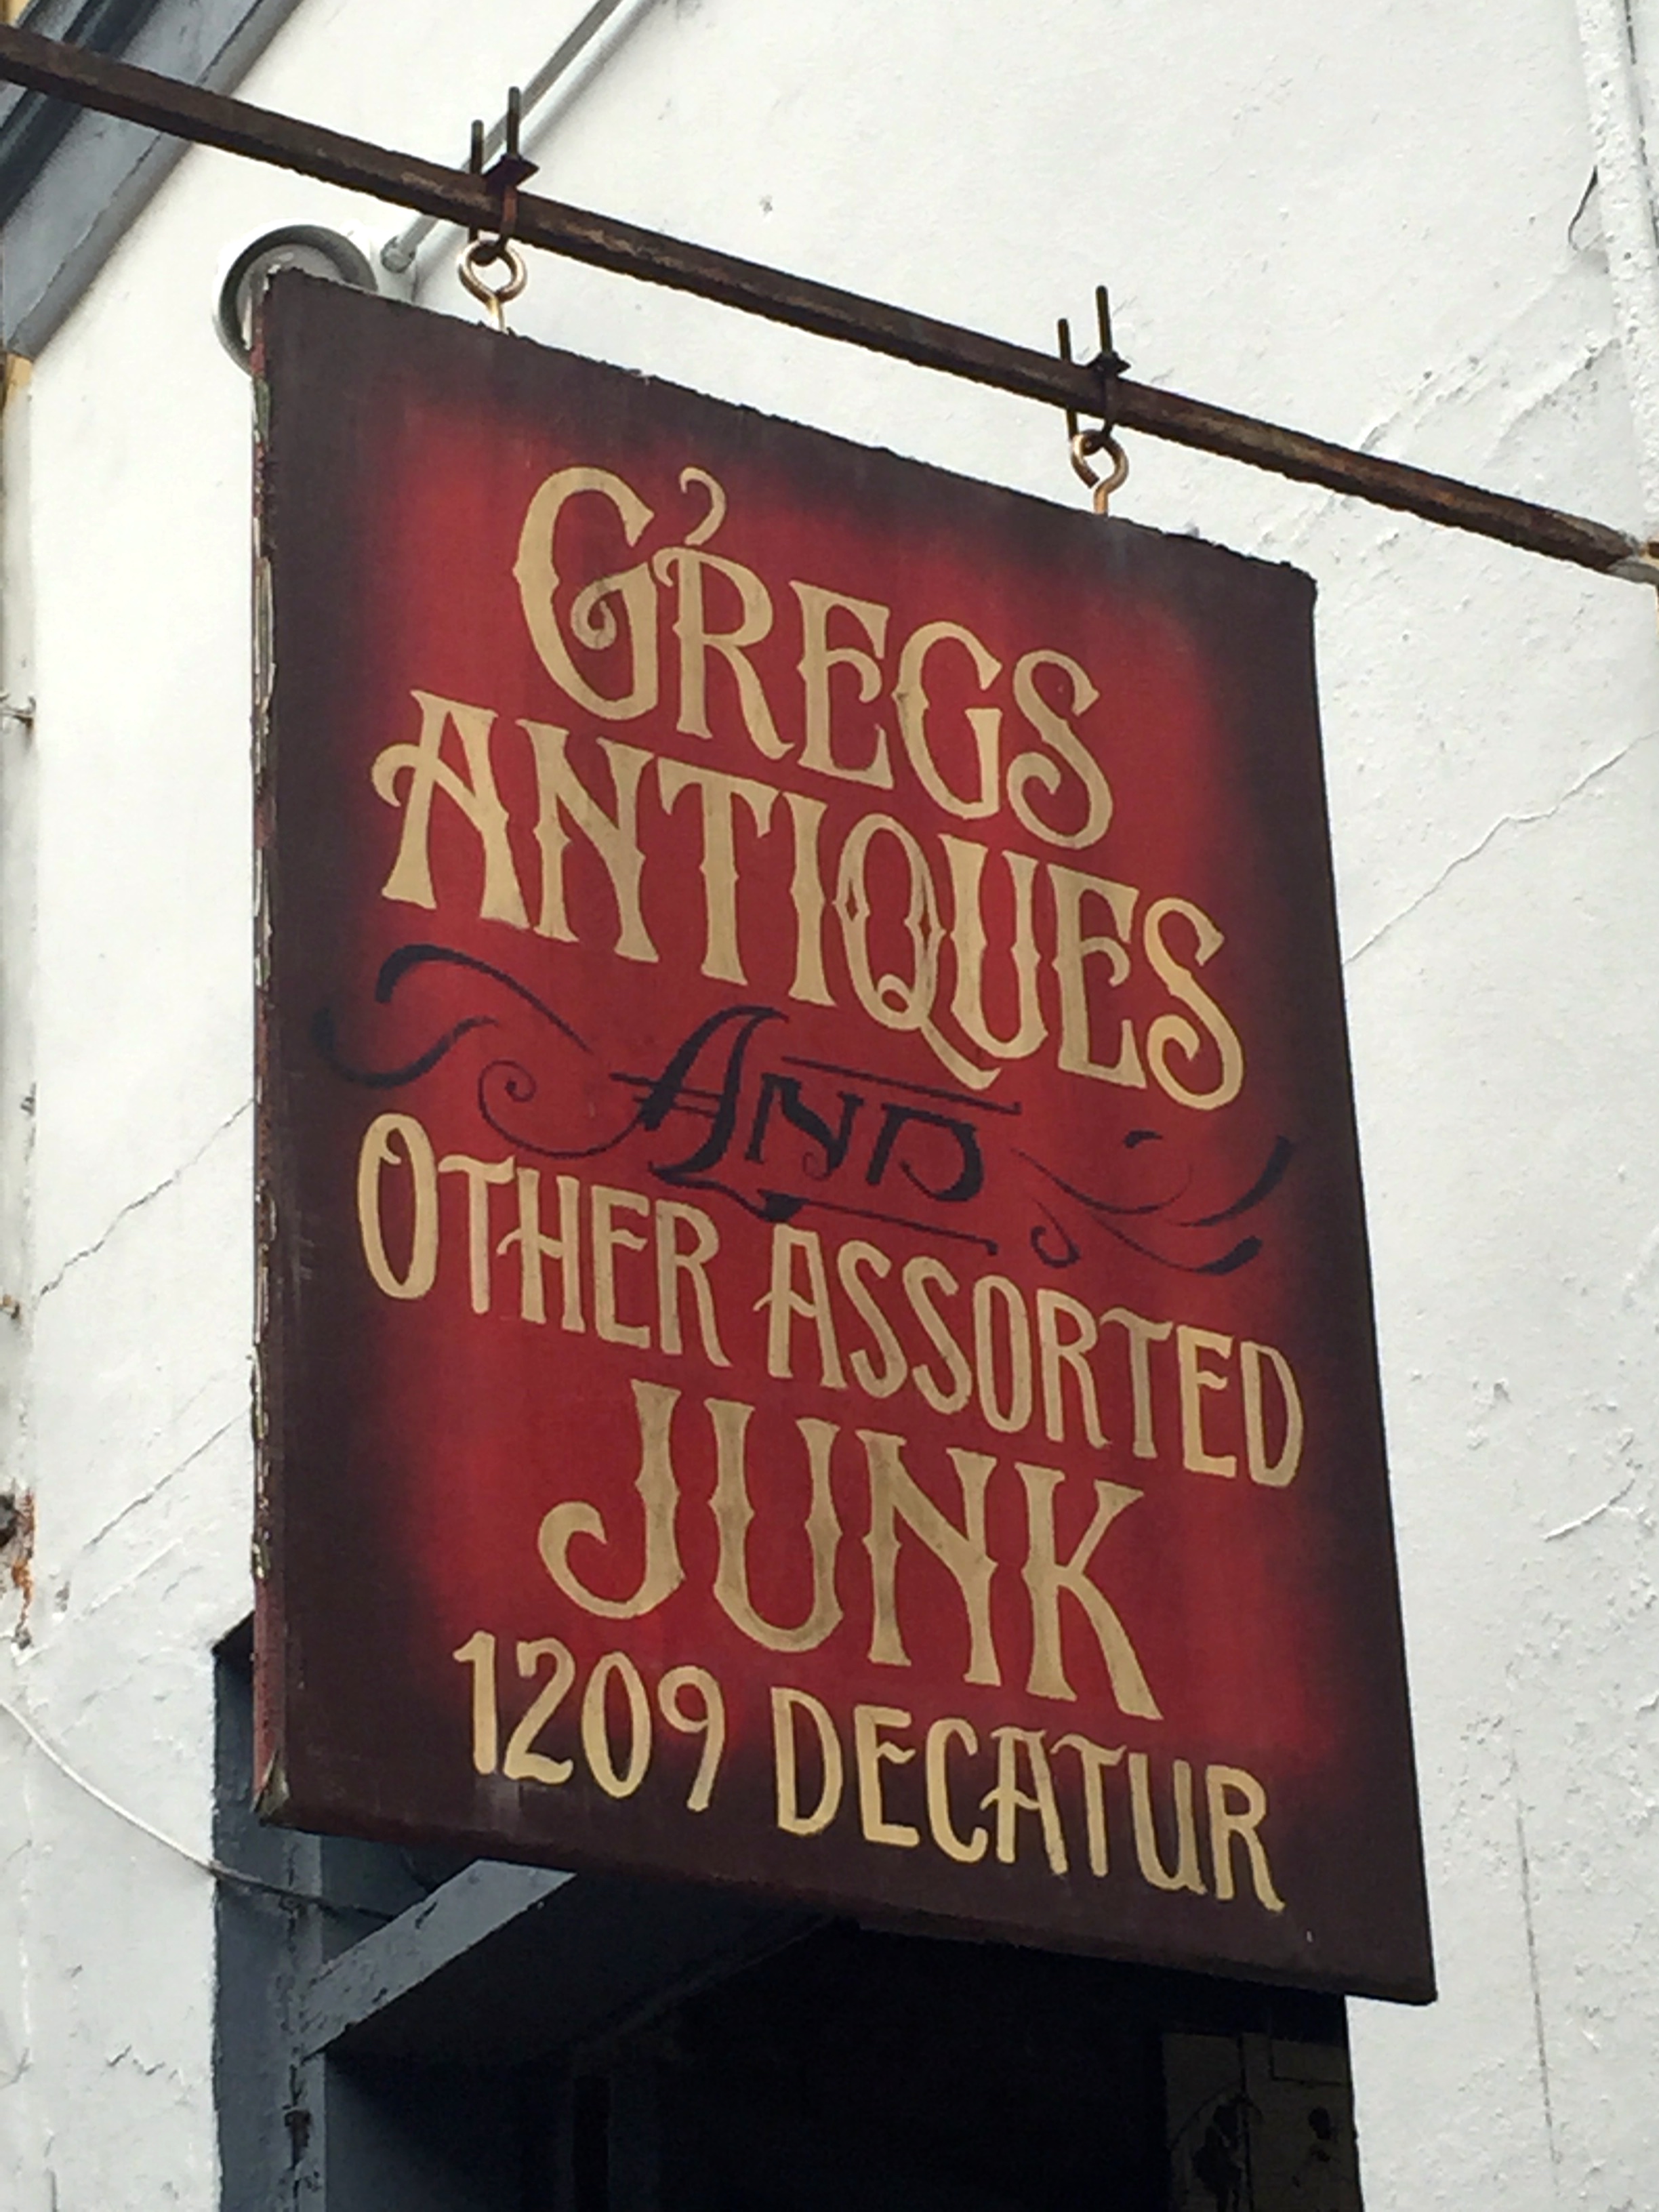 GREGS
ANTIQUES
AND
OTHER ASSORTED
JUNK
1209 DECATUR